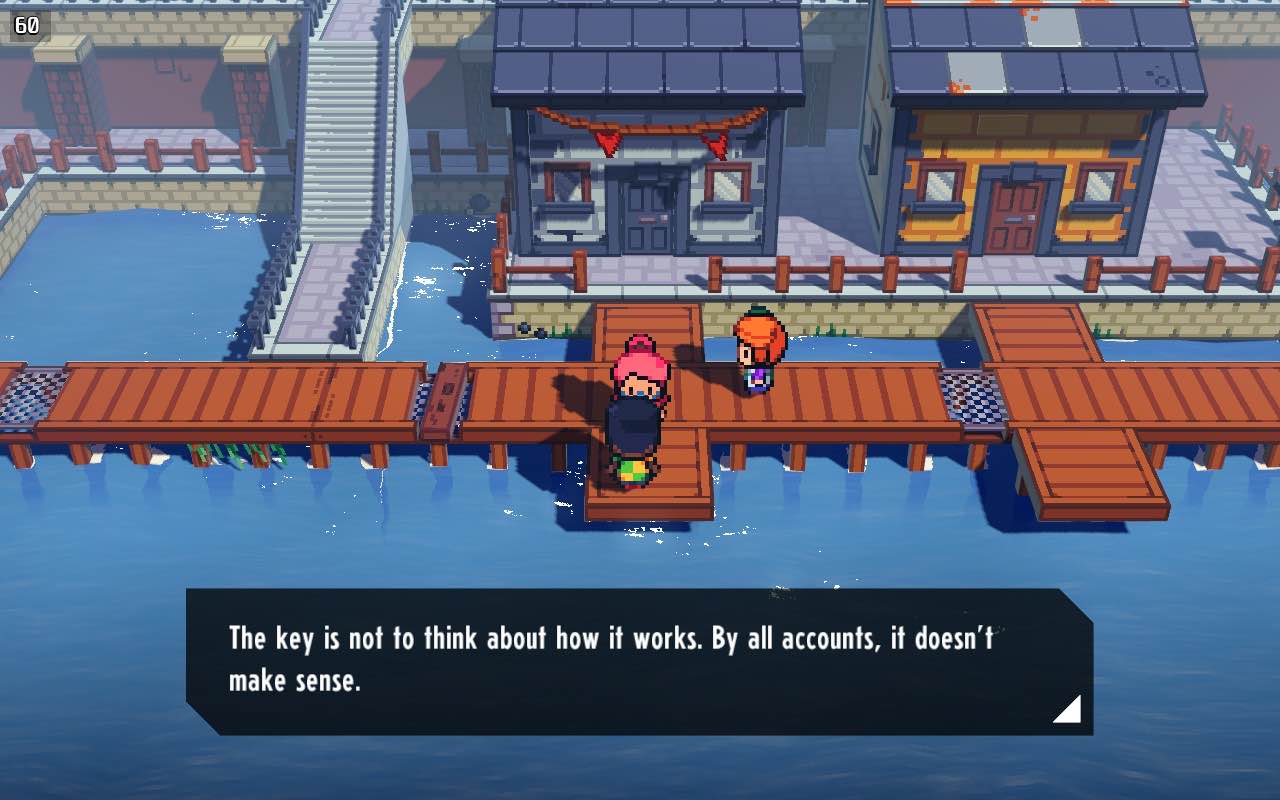 60
The key is not to think about how it works. By all accounts, it doesn't
make sense.